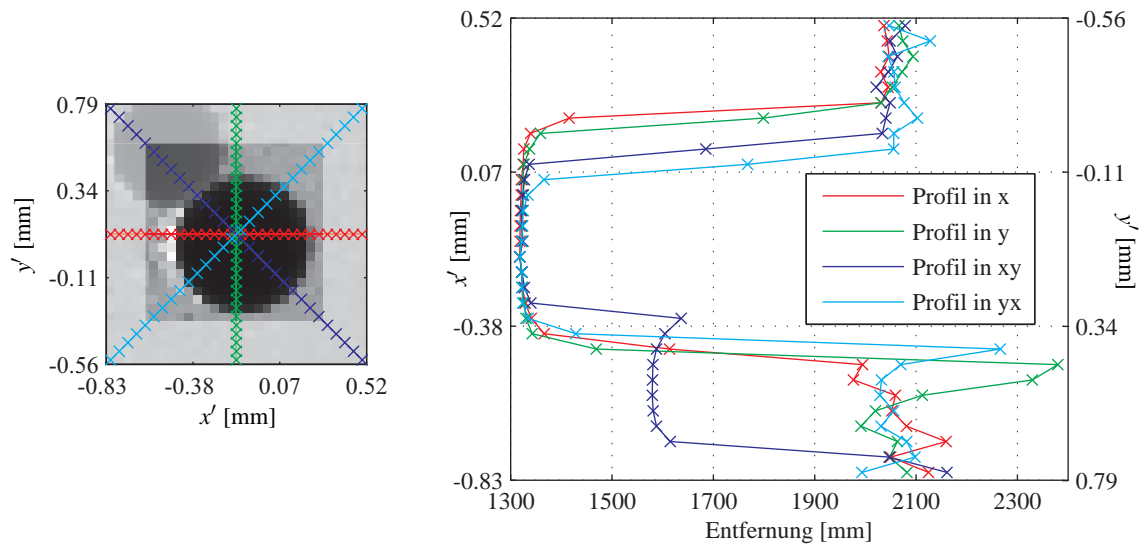 0.79
0.34
-0.11
-0.56
y′ [mm]
-0.83 -0.38 0.07 0.52
x′ [mm]
0.52
0.07
-0.38
-0.83
x′ [mm]
-0.56
-0.11
0.34
0.79
y′ [mm]
Profil in x
Profil in y
Profil in xy
Profil in yx
1300 1500 1700 1900 2100 2300
Entfernung [mm]